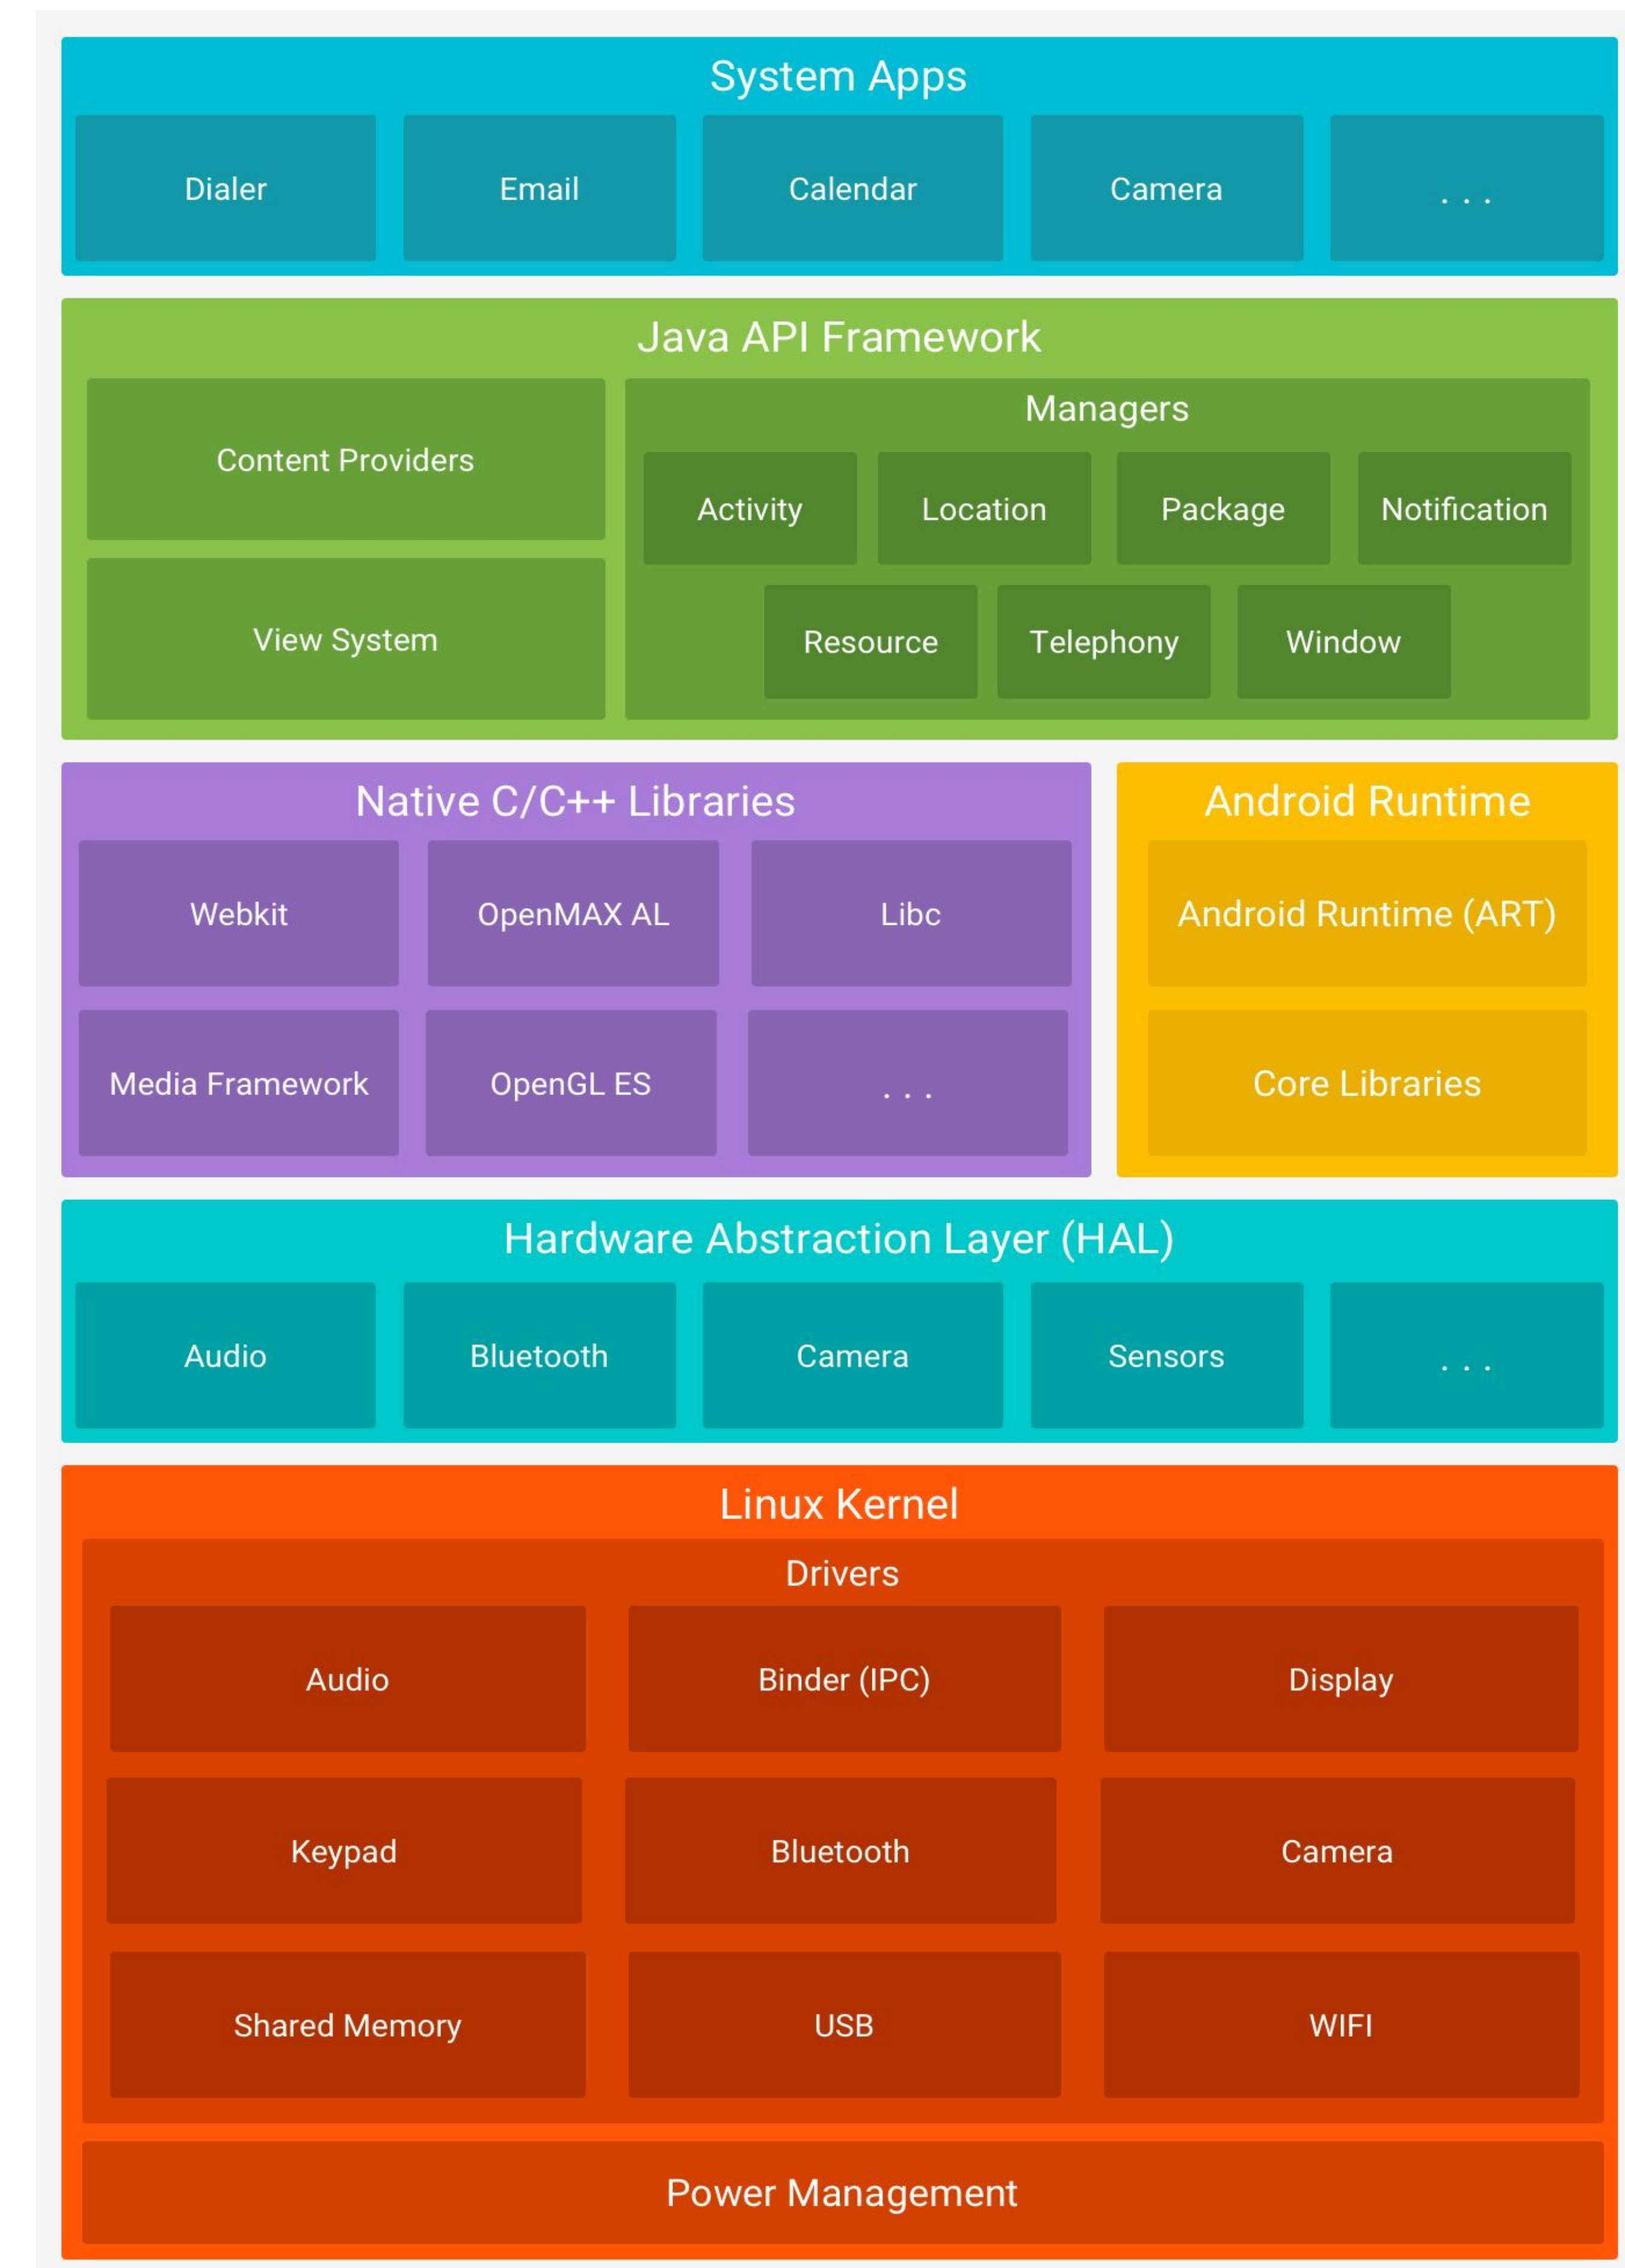 System Apps
Dialer Email Calendar Camera . . .
Java API Framework
Content Providers
View System
Managers
Activity Location Package Notification
Resource Telephony Window
Native C/C++ Libraries
Webkit OpenMAX AL Libc
Media Framework OpenGL ES . . .
Android Runtime
Android Runtime (ART)
Core Libraries
Hardware Abstraction Layer (HAL)
Audio Bluetooth Camera Sensors . . .
Linux Kernel
Drivers
Audio Binder (IPC) Display
Keypad Bluetooth Camera
Shared Memory USB WIFI
Power Management